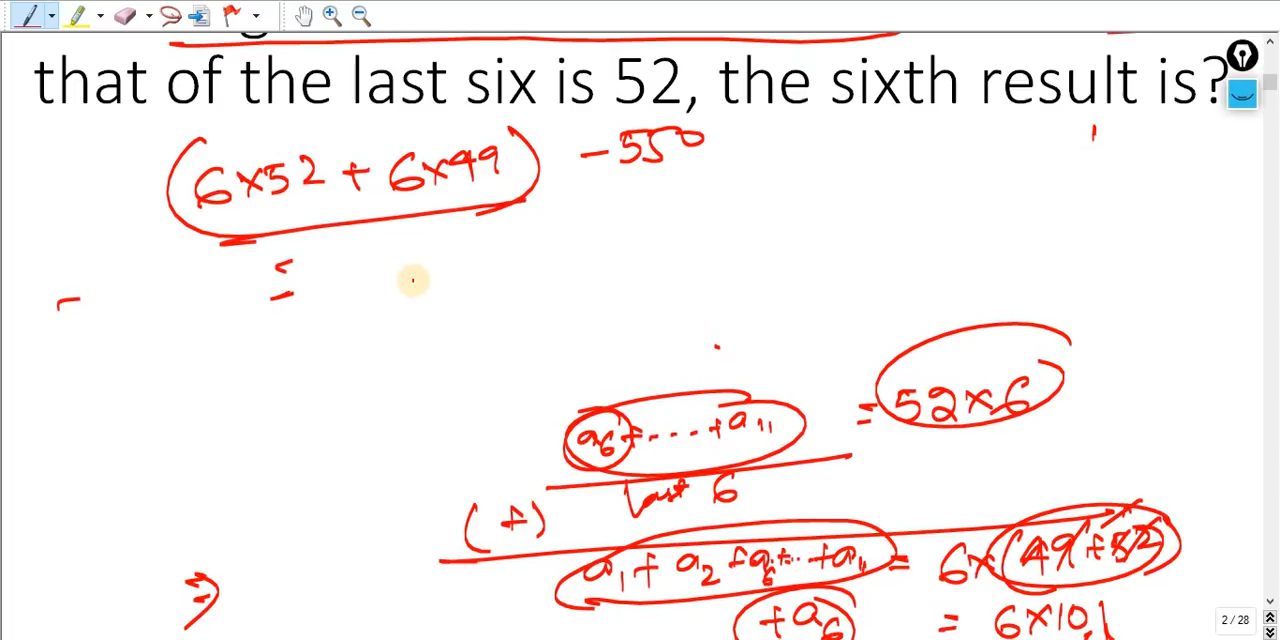 that of the last six is 52, the sixth result is?
(6×52 + 6×49) - 550
=
a6 + .... + a11 = 52×6
Last 6
(+)
a1 + a2 + a6 +.. + a11 = 6×(49+52)
⇒ + a6 = 6×101
2 / 28